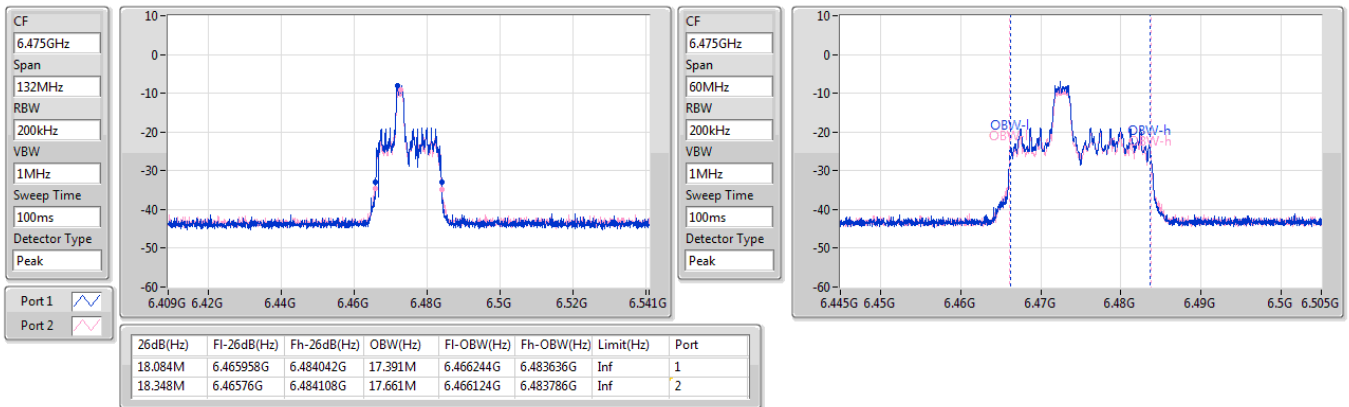 CF
6.475GHz
Span
132MHz
RBW
200kHz
VBW
1MHz
Sweep Time
100ms
Detector Type
Peak
Port 1
Port 2
10
0
-10
-20
-30
-40
-50
-60
6.409G 6.42G 6.44G 6.46G 6.48G 6.5G 6.52G 6.541G
CF
6.475GHz
Span
60MHz
RBW
200kHz
VBW
1MHz
Sweep Time
100ms
Detector Type
Peak
10
0
-10
-20
-30
-40
-50
-60
OBW-l OBW-h
OBW-h
6.445G 6.45G 6.46G 6.47G 6.48G 6.49G 6.5G 6.505G
26dB(Hz) Fl-26dB(Hz) Fh-26dB(Hz) OBW(Hz) Fl-OBW(Hz) Fh-OBW(Hz) Limit(Hz) Port
18.084M 6.465958G 6.484042G 17.391M 6.466244G 6.483636G Inf 1
18.348M 6.46576G 6.484108G 17.661M 6.466124G 6.483786G Inf 2